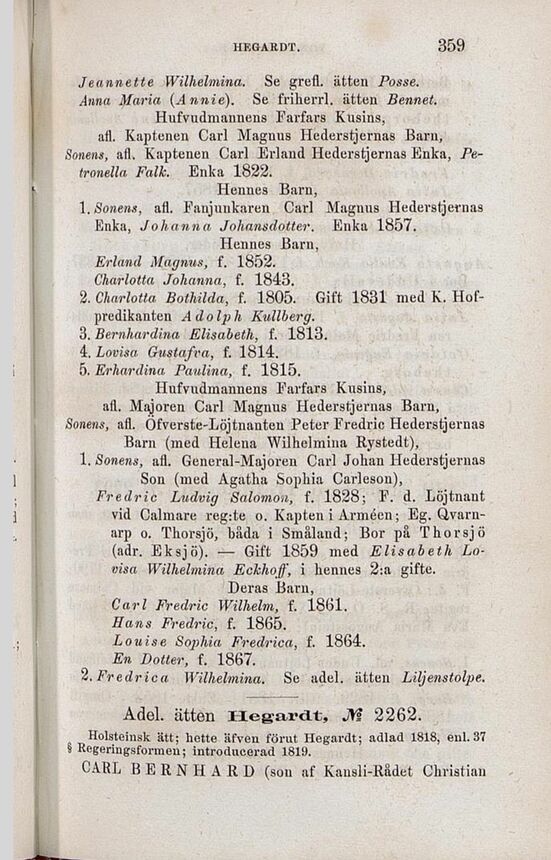 HEGARDT. 359
Jeannette Wilhelmina. Se grefl. ätten Posse.
Anna Maria (Annie). Se friherrl. ätten Bennet.
Hufvudmannens Farfars Kusins,
afl. Kaptenen Carl Magnus Hederstjernas Barn,
Sonens, afl. Kaptenen Carl Erland Hederstjernas Enka, Pe-
tronella Falk. Enka 1822.
Hennes Barn,
1. Sonens, afl. Fanjunkaren Carl Magnus Hederstjernas
Enka, Johanna Johansdotter. Enka 1857.
Hennes Barn,
Erland Magnus, f. 1852.
Charlotta Johanna, f. 1843.
2. Charlotta Bothilda, f. 1805. Gift 1831 med K. Hof-
predikanten Adolph Kullberg.
3. Bernhardina Elisabeth, f. 1813.
4. Lovisa Gustafva, f. 1814.
5. Erhardina Paulina, f. 1815.
Hufvudmannens Farfars Kusins,
afl. Majoren Carl Magnus Hederstjernas Barn,
Sonens, afl. Öfverste-Löjtnanten Peter Fredric Hederstjernas
Barn (med Helena Wilhelmina Rystedt),
1. Sonens, afl. General-Majoren Carl Johan Hederstjernas
Son (med Agatha Sophia Carleson),
Fredric Ludvig Salomon, f. 1828; F. d. Löjtnant
vid Calmare reg:te o. Kapten i Arméen; Eg. Qvarn-
arp o. Thorsjö, båda i Småland; Bor på Thorsjö
(adr. Eksjö). — Gift 1859 med Elisabeth Lo-
visa Wilhelmina Eckhoff, i hennes 2:a gifte.
Deras Barn,
Carl Fredric Wilhelm, f. 1861.
Hans Fredric, f. 1865.
Louise Sophia Fredrica, f. 1864.
En Dotter, f. 1867.
2. Fredrica Wilhelmina. Se adel. ätten Liljenstolpe.
Adel. ätten Hegardt, № 2262.
Holsteinsk ätt; hette äfven förut Hegardt; adlad 1818, enl. 37
§ Regeringsformen; introducerad 1819.
CARL BERNHARD (son af Kansli-Rådet Christian